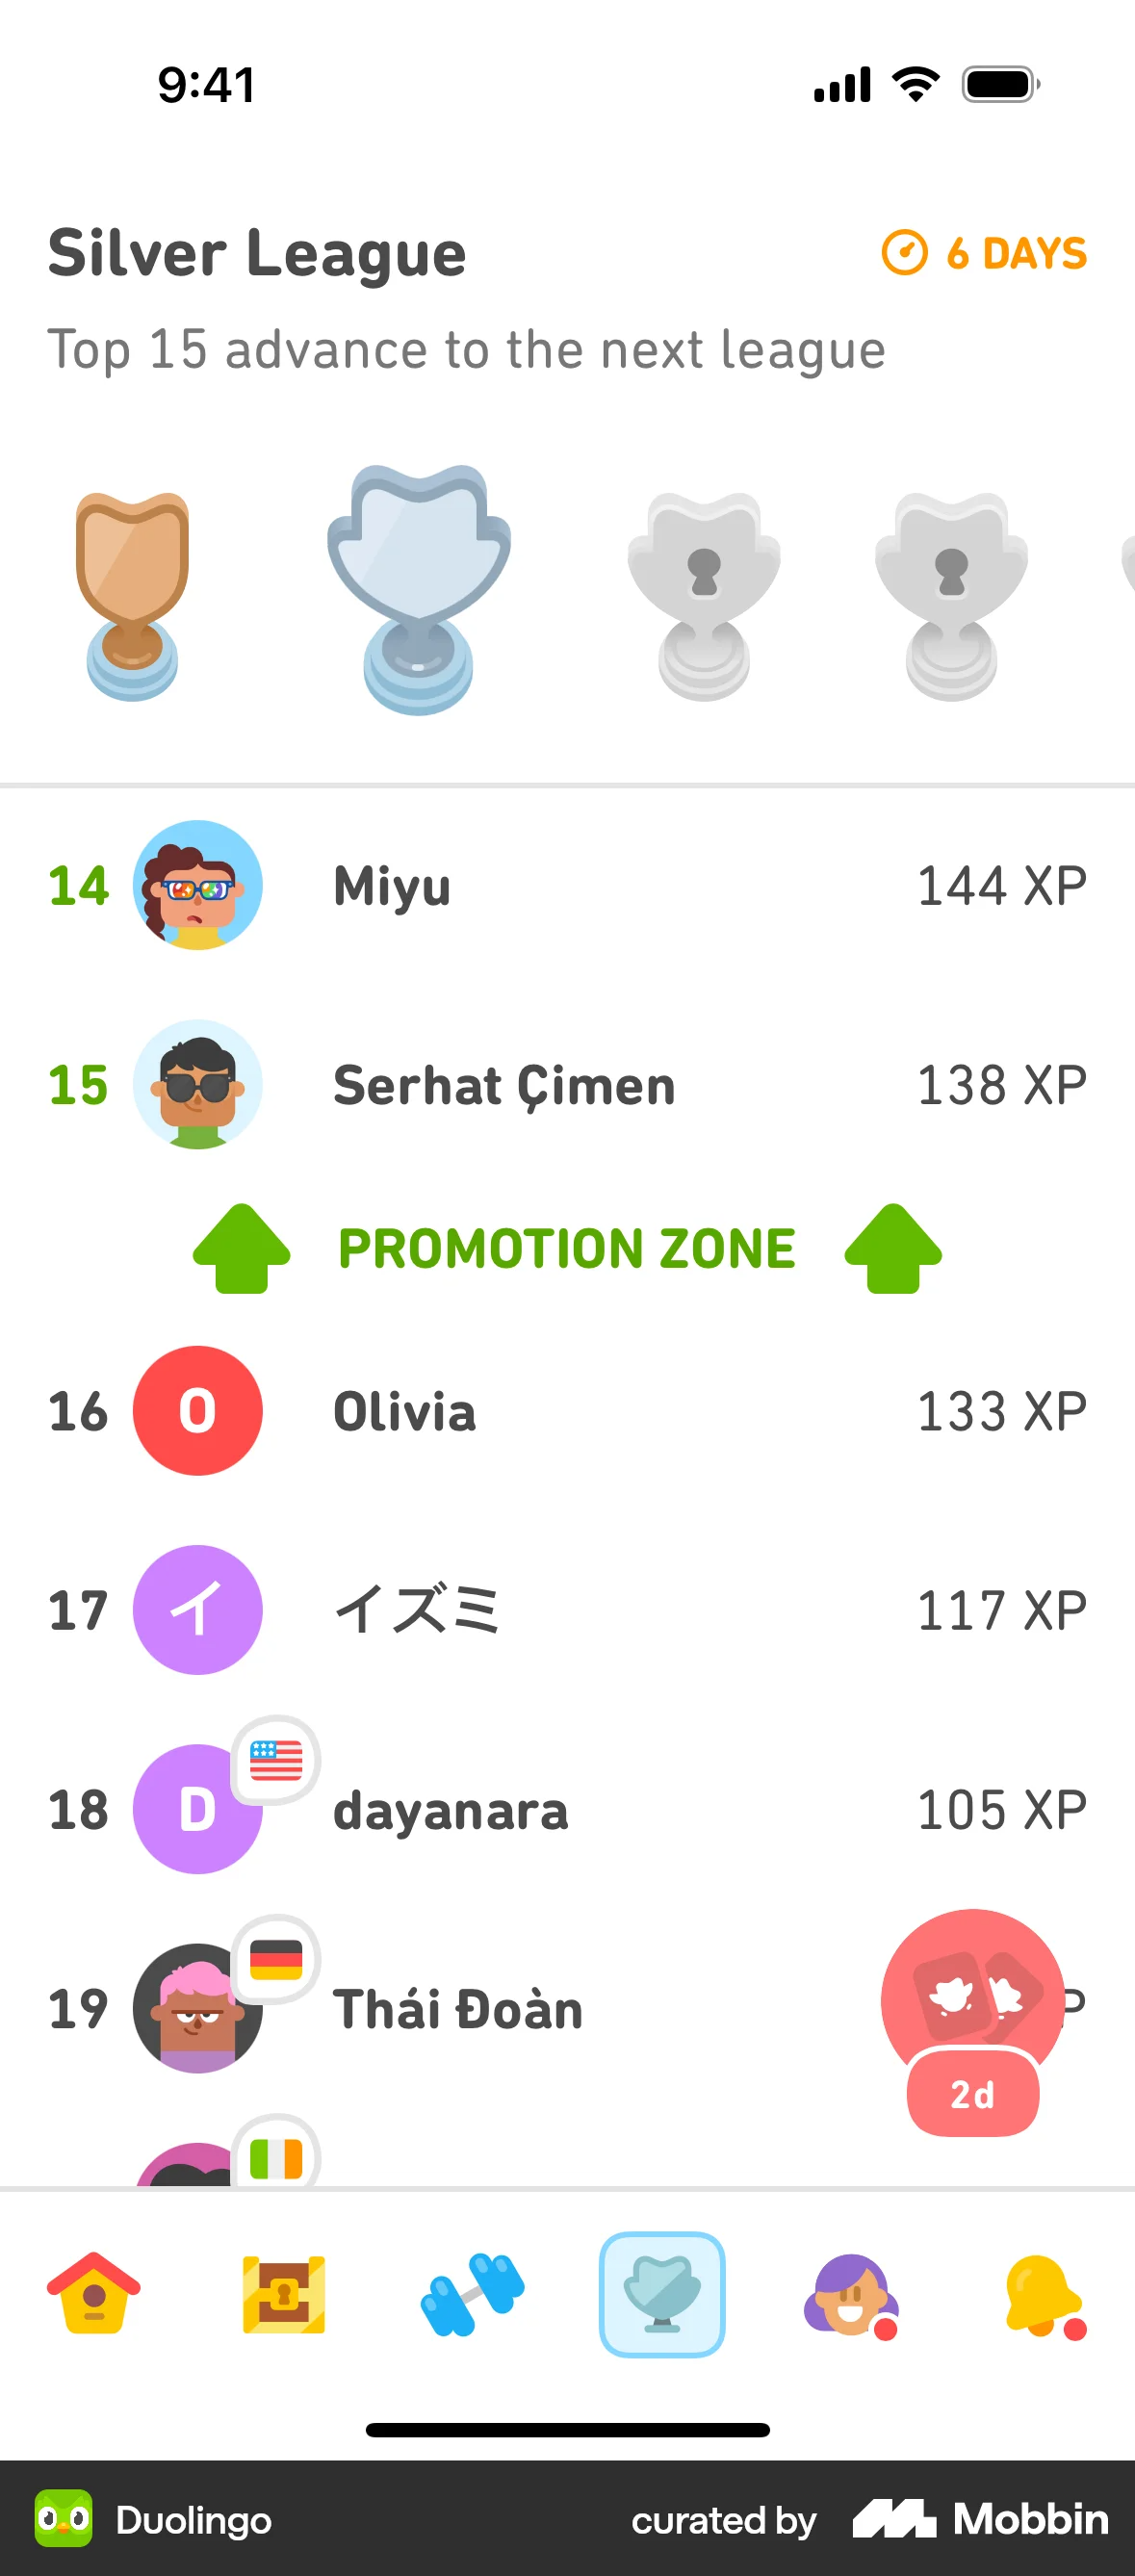 9:41
Silver League
6 DAYS
Top 15 advance to the next league
14 Miyu 144 XP
15 Serhat Çimen 138 XP
PROMOTION ZONE
16 O Olivia 133 XP
17 イ イズミ 117 XP
18 D dayanara 105 XP
19 Thái Đoàn
2d
Duolingo curated by Mobbin